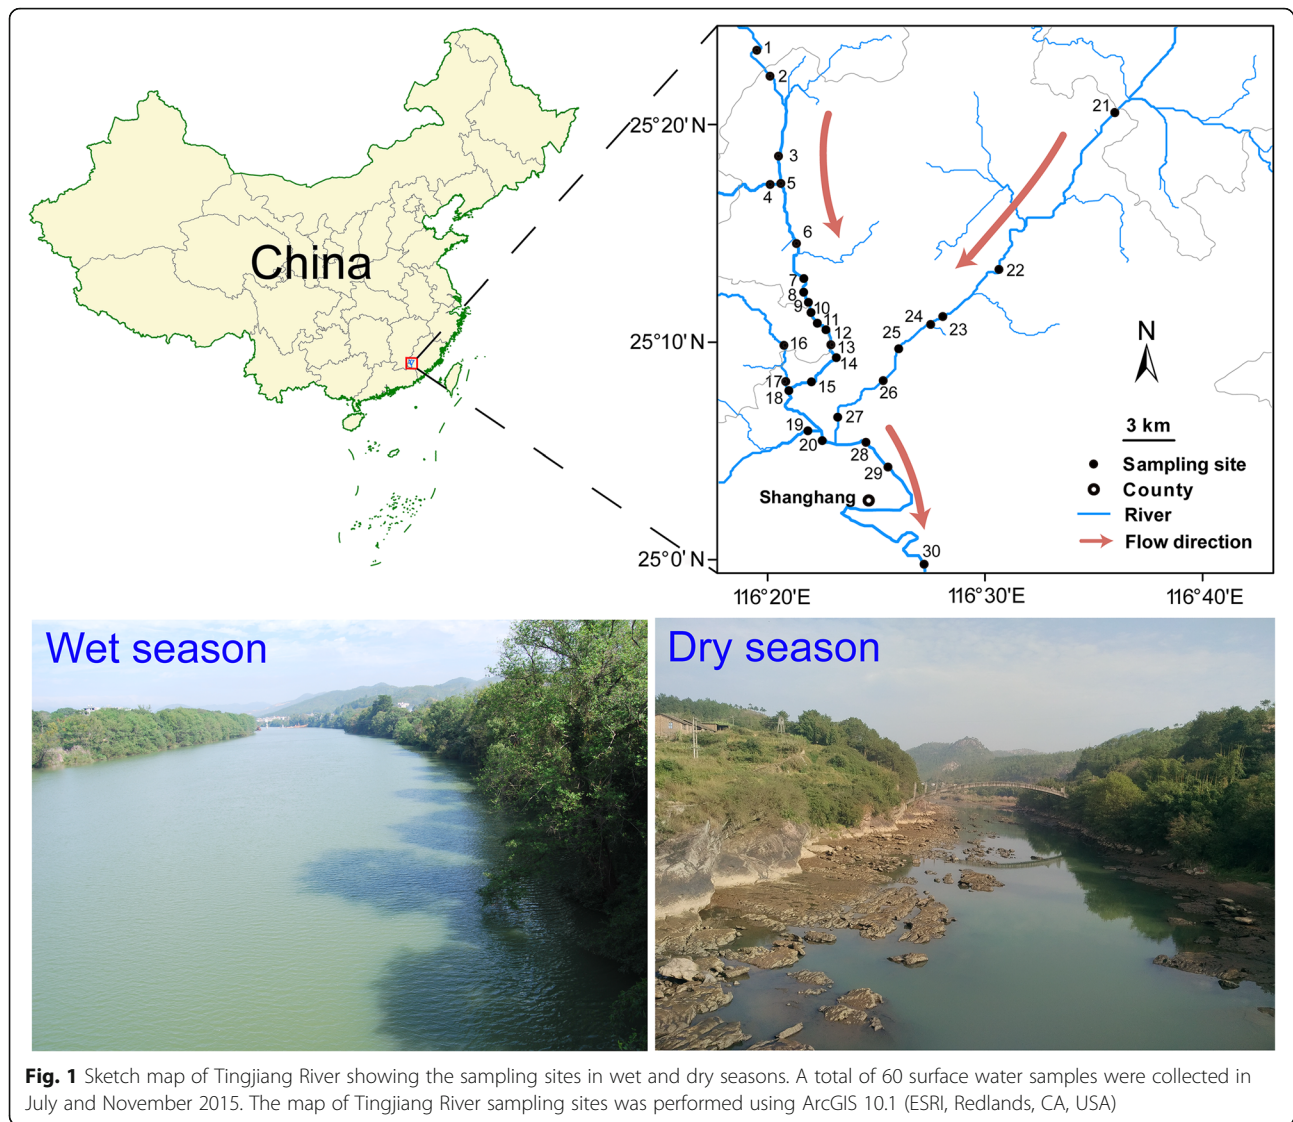 China
1
2
3
4
5
6
7
8
9
10
11
12
13
14
15
16
17
18
19
20
21
22
23
24
25
26
27
28
29
30
25°20' N
25°10' N
25°0' N
116°20'E
116°30'E
116°40'E
Shanghang
N
3 km
Sampling site
County
River
Flow direction
Wet season
Dry season
Fig. 1 Sketch map of Tingjiang River showing the sampling sites in wet and dry seasons. A total of 60 surface water samples were collected in
July and November 2015. The map of Tingjiang River sampling sites was performed using ArcGIS 10.1 (ESRI, Redlands, CA, USA)